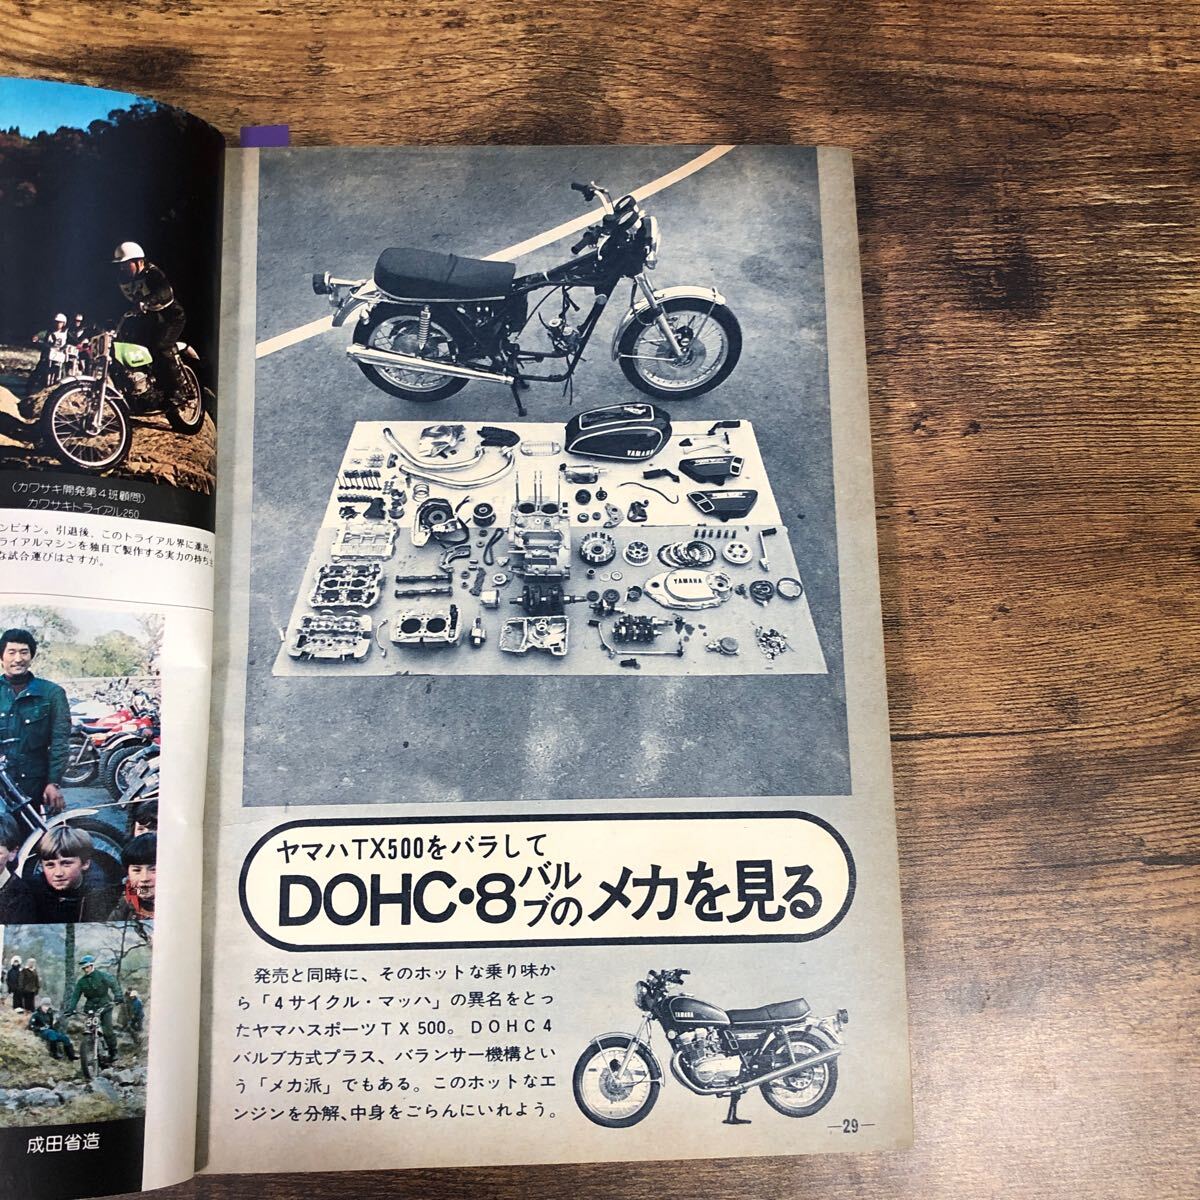 (カワサキ開発第4班顧問)
カワサキトライアル250
ンピオン。引退後、このトライアル界に進出。
ライアルマシンを独自で製作する実力の持ち主
な試合運びはさすが。
成田省造
YAMAHA
YAMAHA
ヤマハTX500をバラして
DOHC・8バルブのメカを見る
発売と同時に、そのホットな乗り味か
ら「4サイクル・マッハ」の異名をとっ
たヤマハスポーツTX500。DOHC4
バルブ方式プラス、バランサー機構とい
う「メカ派」でもある。このホットなエ
ンジンを分解、中身をごらんにいれよう。
YAMAHA
—29—